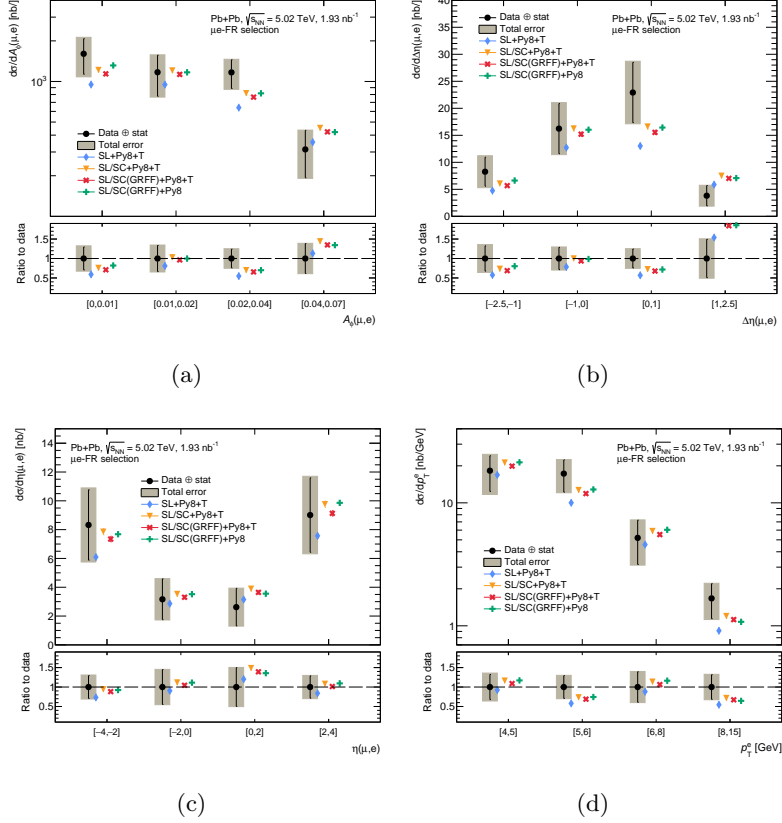 Pb+Pb, √s_NN = 5.02 TeV, 1.93 nb⁻¹
μe-FR selection
dσ/dA_ϕ(μ,e) [nb/]
10³
Data ⊕ stat
Total error
SL+Py8+T
SL/SC+Py8+T
SL/SC(GRFF)+Py8+T
SL/SC(GRFF)+Py8
Ratio to data
1.5
1
0.5
[0,0.01] [0.01,0.02] [0.02,0.04] [0.04,0.07]
A_ϕ(μ,e)
(a)
Pb+Pb, √s_NN = 5.02 TeV, 1.93 nb⁻¹
μe-FR selection
dσ/dΔη(μ,e) [nb/]
40
35
30
25
20
15
10
5
0
Data ⊕ stat
Total error
SL+Py8+T
SL/SC+Py8+T
SL/SC(GRFF)+Py8+T
SL/SC(GRFF)+Py8
Ratio to data
1.5
1
0.5
[−2.5,−1] [−1,0] [0,1] [1,2.5]
Δη(μ,e)
(b)
Pb+Pb, √s_NN = 5.02 TeV, 1.93 nb⁻¹
μe-FR selection
dσ/dη(μ,e) [nb/]
14
12
10
8
6
4
2
0
Data ⊕ stat
Total error
SL+Py8+T
SL/SC+Py8+T
SL/SC(GRFF)+Py8+T
SL/SC(GRFF)+Py8
Ratio to data
1.5
1
0.5
[−4,−2] [−2,0] [0,2] [2,4]
η(μ,e)
(c)
Pb+Pb, √s_NN = 5.02 TeV, 1.93 nb⁻¹
μe-FR selection
dσ/dp_T^e [nb/GeV]
10
1
Data ⊕ stat
Total error
SL+Py8+T
SL/SC+Py8+T
SL/SC(GRFF)+Py8+T
SL/SC(GRFF)+Py8
Ratio to data
1.5
1
0.5
[4,5] [5,6] [6,8] [8,15]
p_T^e [GeV]
(d)